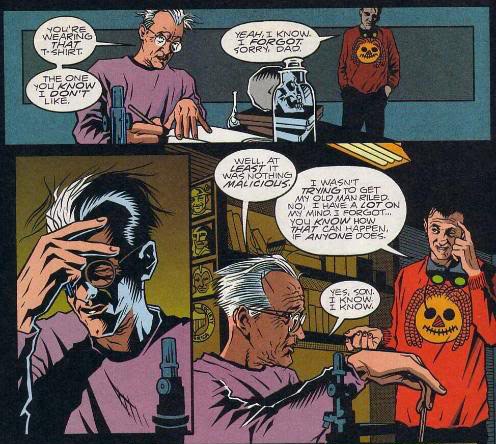 YOU'RE
WEARING
THAT
T-SHIRT.
THE ONE
YOU KNOW
I DON'T
LIKE.
YEAH, I KNOW.
I FORGOT.
SORRY, DAD.
WELL, AT
LEAST IT
WAS NOTHING
MALICIOUS.
I WASN'T
TRYING TO GET
MY OLD MAN RILED.
NO, I HAVE A LOT ON
MY MIND. I FORGOT...
YOU KNOW HOW
THAT CAN HAPPEN,
IF ANYONE DOES.
YES, SON.
I KNOW.
I KNOW.